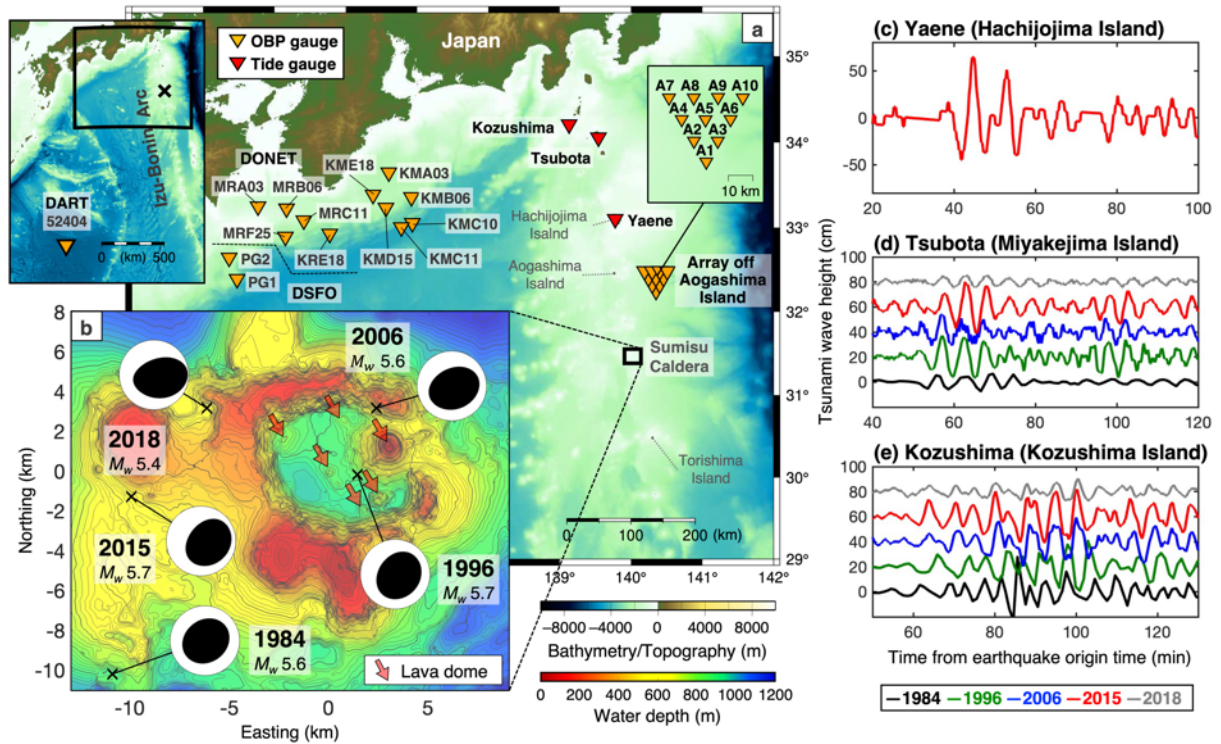 a
Japan
OBP gauge
Tide gauge
35°
34°
33°
32°
31°
30°
29°
139°
140°
141°
142°
Izu-Bonin Arc
DART
52404
0 (km) 500
Kozushima
Tsubota
A7 A8 A9 A10
A4 A5 A6
A2 A3
A1
10 km
DONET
KME18
KMA03
MRA03
MRB06
KMB06
MRC11
KMC10
MRF25
KRE18
KMD15
KMC11
PG2
PG1
DSFO
Hachijojima
Isalnd
Yaene
Aogashima
Isalnd
Array off
Aogashima
Island
Sumisu
Caldera
Torishima
Island
0 100 200 (km)
b
8
6
4
2
0
-2
-4
-6
-8
-10
Northing (km)
-10 -5 0 5
Easting (km)
2006
Mw 5.6
2018
Mw 5.4
2015
Mw 5.7
1996
Mw 5.7
1984
Mw 5.6
Lava dome
−8000 −4000 0 4000 8000
Bathymetry/Topography (m)
0 200 400 600 800 1000 1200
Water depth (m)
(c) Yaene (Hachijojima Island)
50
0
-50
20 40 60 80 100
Tsunami wave height (cm)
(d) Tsubota (Miyakejima Island)
100
80
60
40
20
0
40 60 80 100 120
(e) Kozushima (Kozushima Island)
100
80
60
40
20
0
60 80 100 120
Time from earthquake origin time (min)
1984 1996 2006 2015 2018